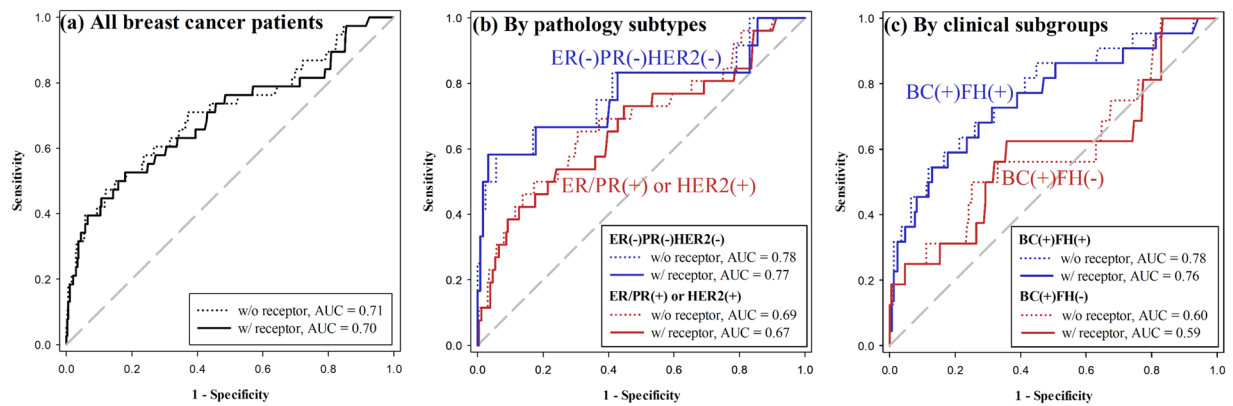 (a) All breast cancer patients
1.0
0.8
0.6
0.4
0.2
0.0
Sensitivity
w/o receptor, AUC = 0.71
w/ receptor, AUC = 0.70
0.0 0.2 0.4 0.6 0.8 1.0
1 - Specificity
(b) By pathology subtypes
1.0
0.8
0.6
0.4
0.2
0.0
Sensitivity
ER(-)PR(-)HER2(-)
ER/PR(+) or HER2(+)
ER(-)PR(-)HER2(-)
w/o receptor, AUC = 0.78
w/ receptor, AUC = 0.77
ER/PR(+) or HER2(+)
w/o receptor, AUC = 0.69
w/ receptor, AUC = 0.67
0.0 0.2 0.4 0.6 0.8 1.0
1 - Specificity
(c) By clinical subgroups
1.0
0.8
0.6
0.4
0.2
0.0
Sensitivity
BC(+)FH(+)
BC(+)FH(-)
BC(+)FH(+)
w/o receptor, AUC = 0.78
w/ receptor, AUC = 0.76
BC(+)FH(-)
w/o receptor, AUC = 0.60
w/ receptor, AUC = 0.59
0.0 0.2 0.4 0.6 0.8 1.0
1 - Specificity